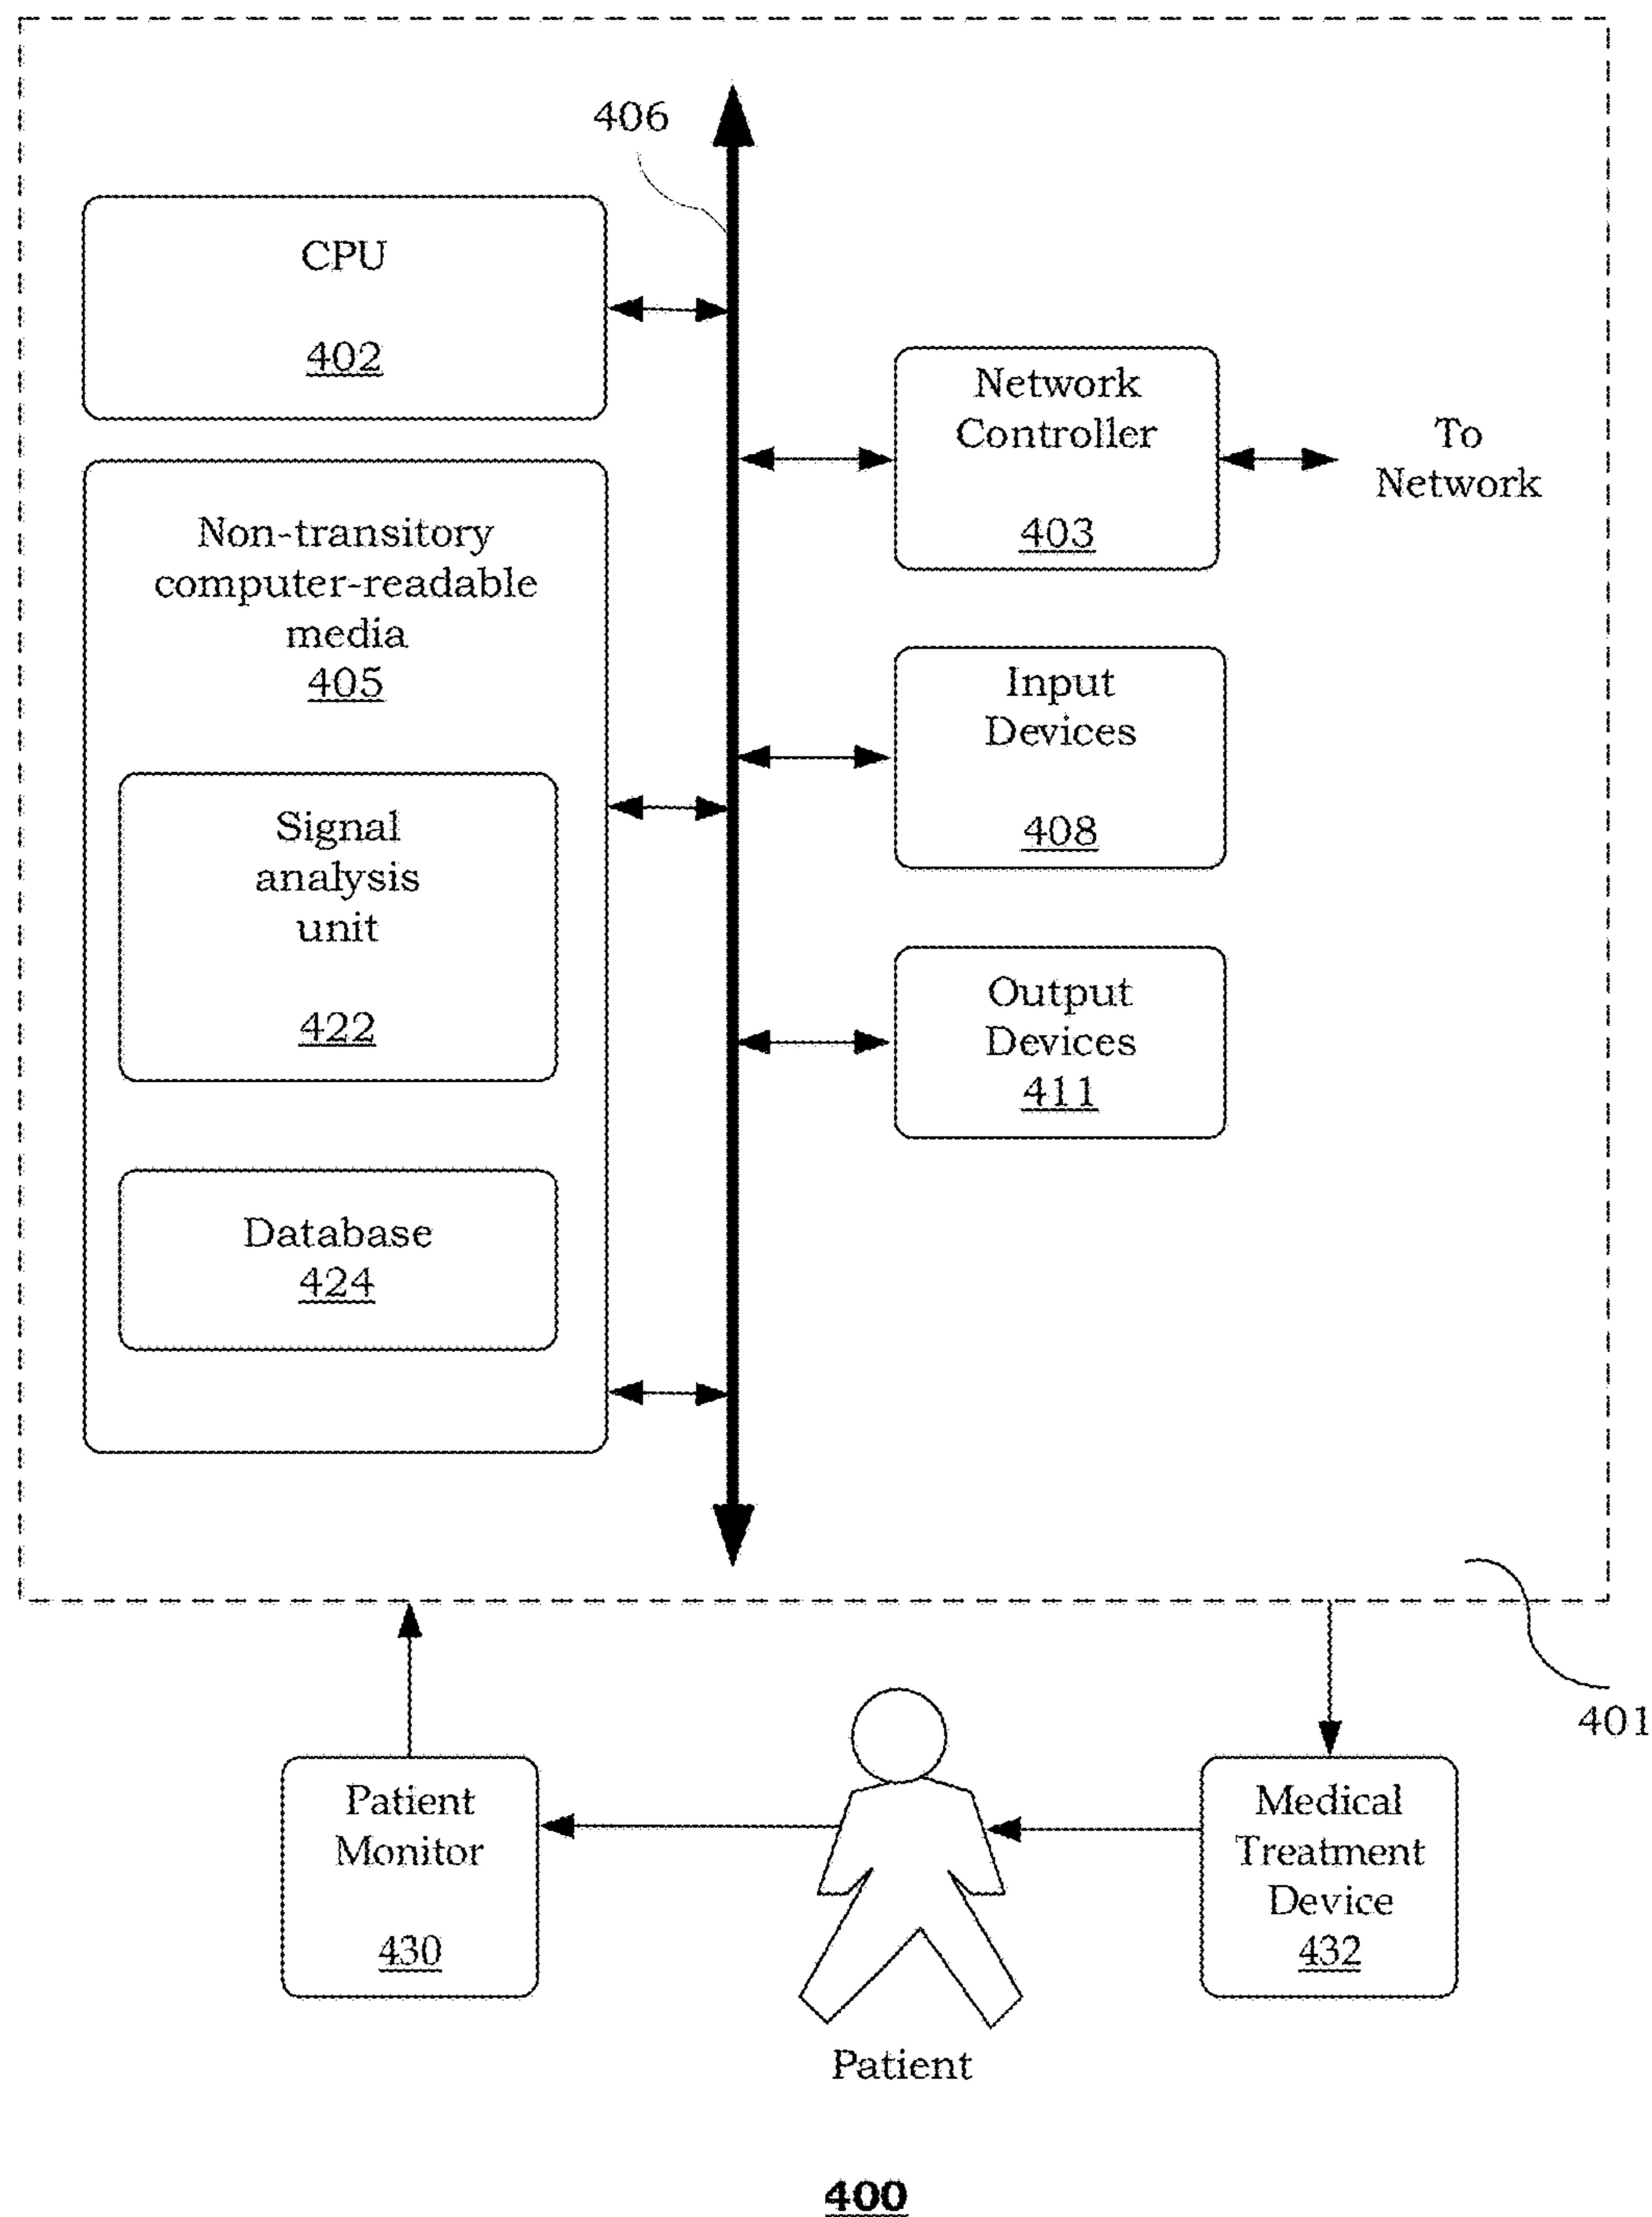 406
CPU
402
Network
Controller
403
To
Network
Non-transitory
computer-readable
media
405
Input
Devices
408
Signal
analysis
unit
422
Output
Devices
411
Database
424
401
Patient
Monitor
430
Medical
Treatment
Device
432
Patient
400